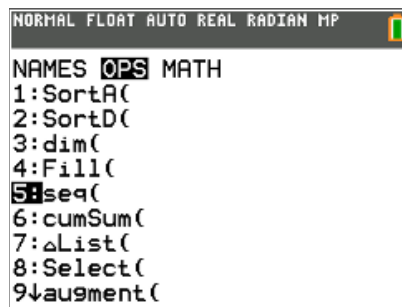 NORMAL FLOAT AUTO REAL RADIAN MP
NAMES OPS MATH
1:SortA(
2:SortD(
3:dim(
4:Fill(
5:seq(
6:cumSum(
7:△List(
8:Select(
9↓augment(